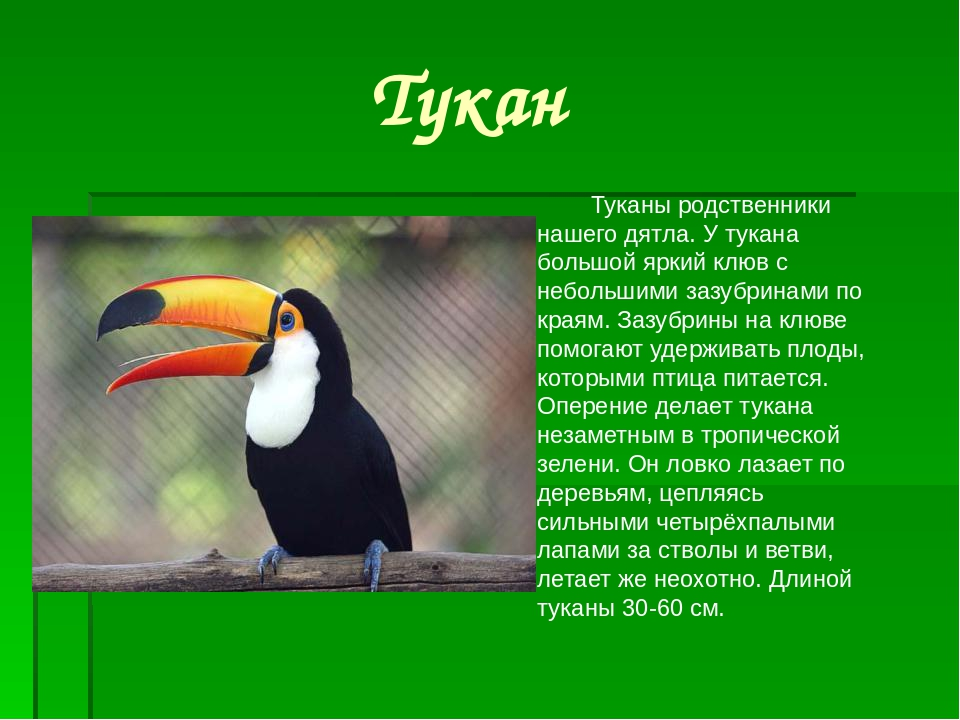 Тукан
Туканы родственники
нашего дятла. У тукана
большой яркий клюв с
небольшими зазубринами по
краям. Зазубрины на клюве
помогают удерживать плоды,
которыми птица питается.
Оперение делает тукана
незаметным в тропической
зелени. Он ловко лазает по
деревьям, цепляясь
сильными четырёхпалыми
лапами за стволы и ветви,
летает же неохотно. Длиной
туканы 30-60 см.